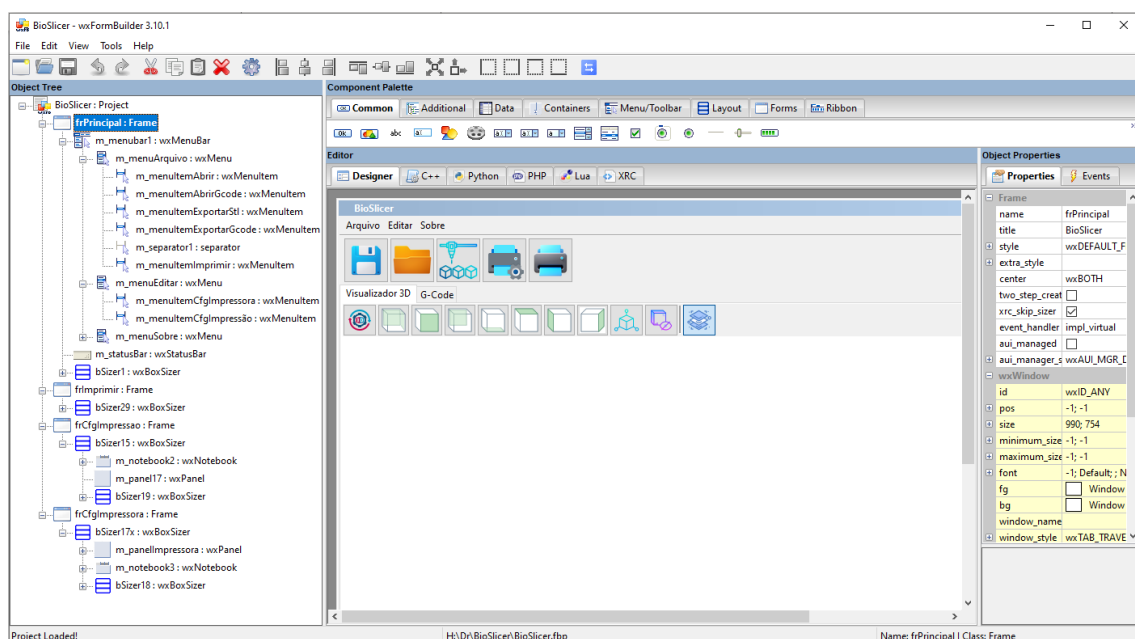 BioSlicer - wxFormBuilder 3.10.1
File Edit View Tools Help
Object Tree
BioSlicer : Project
frPrincipal : Frame
m_menubar1 : wxMenuBar
m_menuArquivo : wxMenu
m_menuItemAbrir : wxMenuItem
m_menuItemAbrirGcode : wxMenuItem
m_menuItemExportarStl : wxMenuItem
m_menuItemExportarGcode : wxMenuItem
m_separator1 : separator
m_menuItemImprimir : wxMenuItem
m_menuEditar : wxMenu
m_menuItemCfgImpressora : wxMenuItem
m_menuItemCfgImpressão : wxMenuItem
m_menuSobre : wxMenu
m_statusBar : wxStatusBar
bSizer1 : wxBoxSizer
frImprimir : Frame
bSizer29 : wxBoxSizer
frCfgImpressao : Frame
bSizer15 : wxBoxSizer
m_notebook2 : wxNotebook
m_panel17 : wxPanel
bSizer19 : wxBoxSizer
frCfgImpressora : Frame
bSizer17x : wxBoxSizer
m_panelImpressora : wxPanel
m_notebook3 : wxNotebook
bSizer18 : wxBoxSizer
Component Palette
Common Additional Data Containers Menu/Toolbar Layout Forms Ribbon
Editor
Designer C++ Python PHP Lua XRC
BioSlicer
Arquivo Editar Sobre
Visualizador 3D G-Code
Object Properties
Properties Events
Frame
name frPrincipal
title BioSlicer
style wxDEFAULT_F
extra_style
center wxBOTH
two_step_creat
xrc_skip_sizer
event_handler impl_virtual
aui_managed
aui_manager_s wxAUI_MGR_D
wxWindow
id wxID_ANY
pos -1; -1
size 990; 754
minimum_size -1; -1
maximum_size -1; -1
font -1; Default; ; N
fg Window
bg Window
window_name
window_style wxTAB_TRAVE
Project Loaded! H:\Dr\BioSlicer\BioSlicer.fbp Name: frPrincipal | Class: Frame